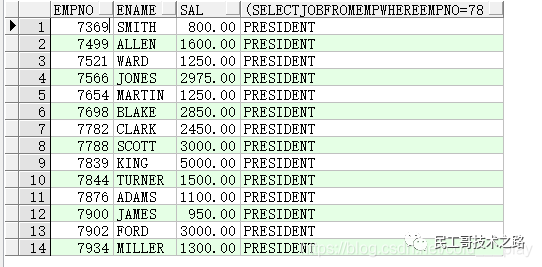 EMPNO ENAME SAL (SELECTJOBFROMEMPWHEREEMPNO=78
1 7369 SMITH 800.00 PRESIDENT
2 7499 ALLEN 1600.00 PRESIDENT
3 7521 WARD 1250.00 PRESIDENT
4 7566 JONES 2975.00 PRESIDENT
5 7654 MARTIN 1250.00 PRESIDENT
6 7698 BLAKE 2850.00 PRESIDENT
7 7782 CLARK 2450.00 PRESIDENT
8 7788 SCOTT 3000.00 PRESIDENT
9 7839 KING 5000.00 PRESIDENT
10 7844 TURNER 1500.00 PRESIDENT
11 7876 ADAMS 1100.00 PRESIDENT
12 7900 JAMES 950.00 PRESIDENT
13 7902 FORD 3000.00 PRESIDENT
14 7934 MILLER 1300.00 PRESIDENT
民工哥技术之路